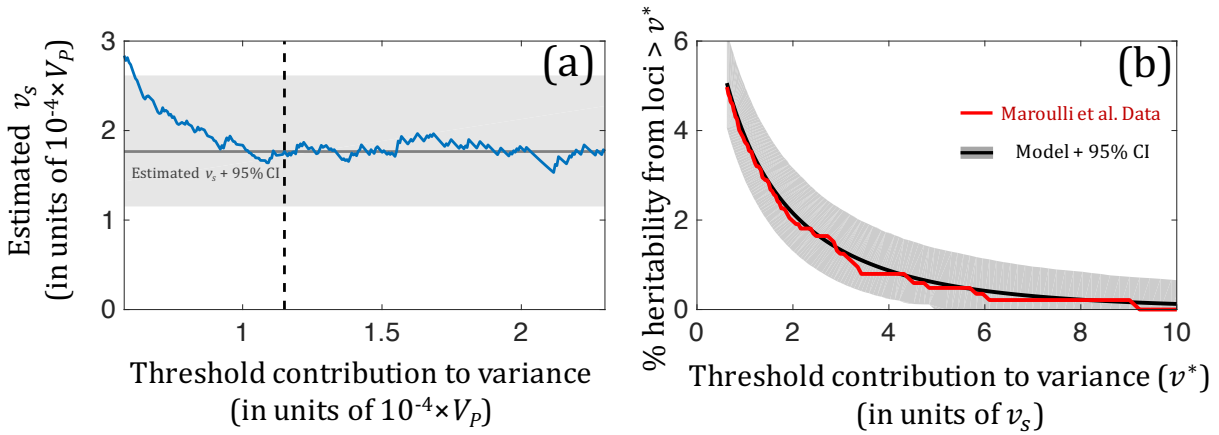 (a)
Estimated v_s
(in units of 10^-4×V_P)
4
3
2
1
0
Estimated v_s + 95% CI
1
1.5
2
Threshold contribution to variance
(in units of 10^-4×V_P)
(b)
% heritability from loci > v*
6
4
2
0
Maroulli et al. Data
Model + 95% CI
0
2
4
6
8
10
Threshold contribution to variance (v*)
(in units of v_s)